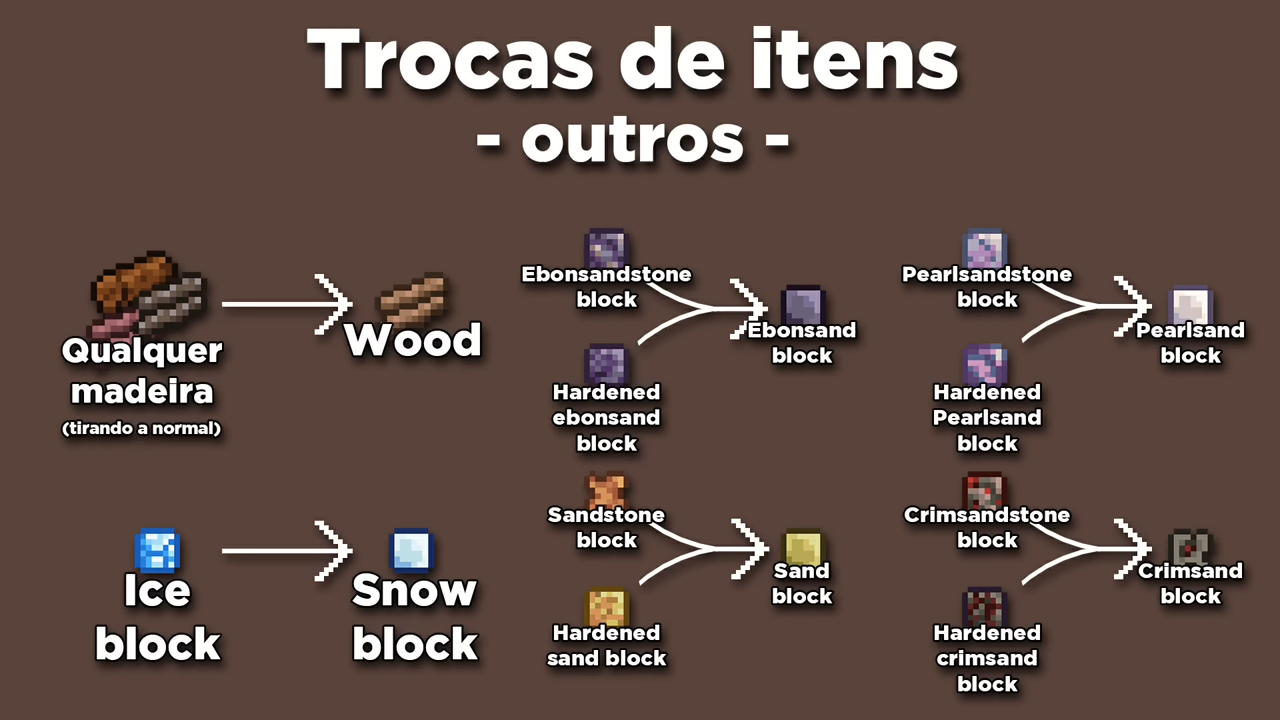 Trocas de itens
- outros -
Qualquer
madeira
(tirando a normal)
Wood
Ebonsandstone
block
Hardened
ebonsand
block
Ebonsand
block
Pearlsandstone
block
Hardened
Pearlsand
block
Pearlsand
block
Ice
block
Snow
block
Sandstone
block
Hardened
sand block
Sand
block
Crimsandstone
block
Hardened
crimsand
block
Crimsand
block